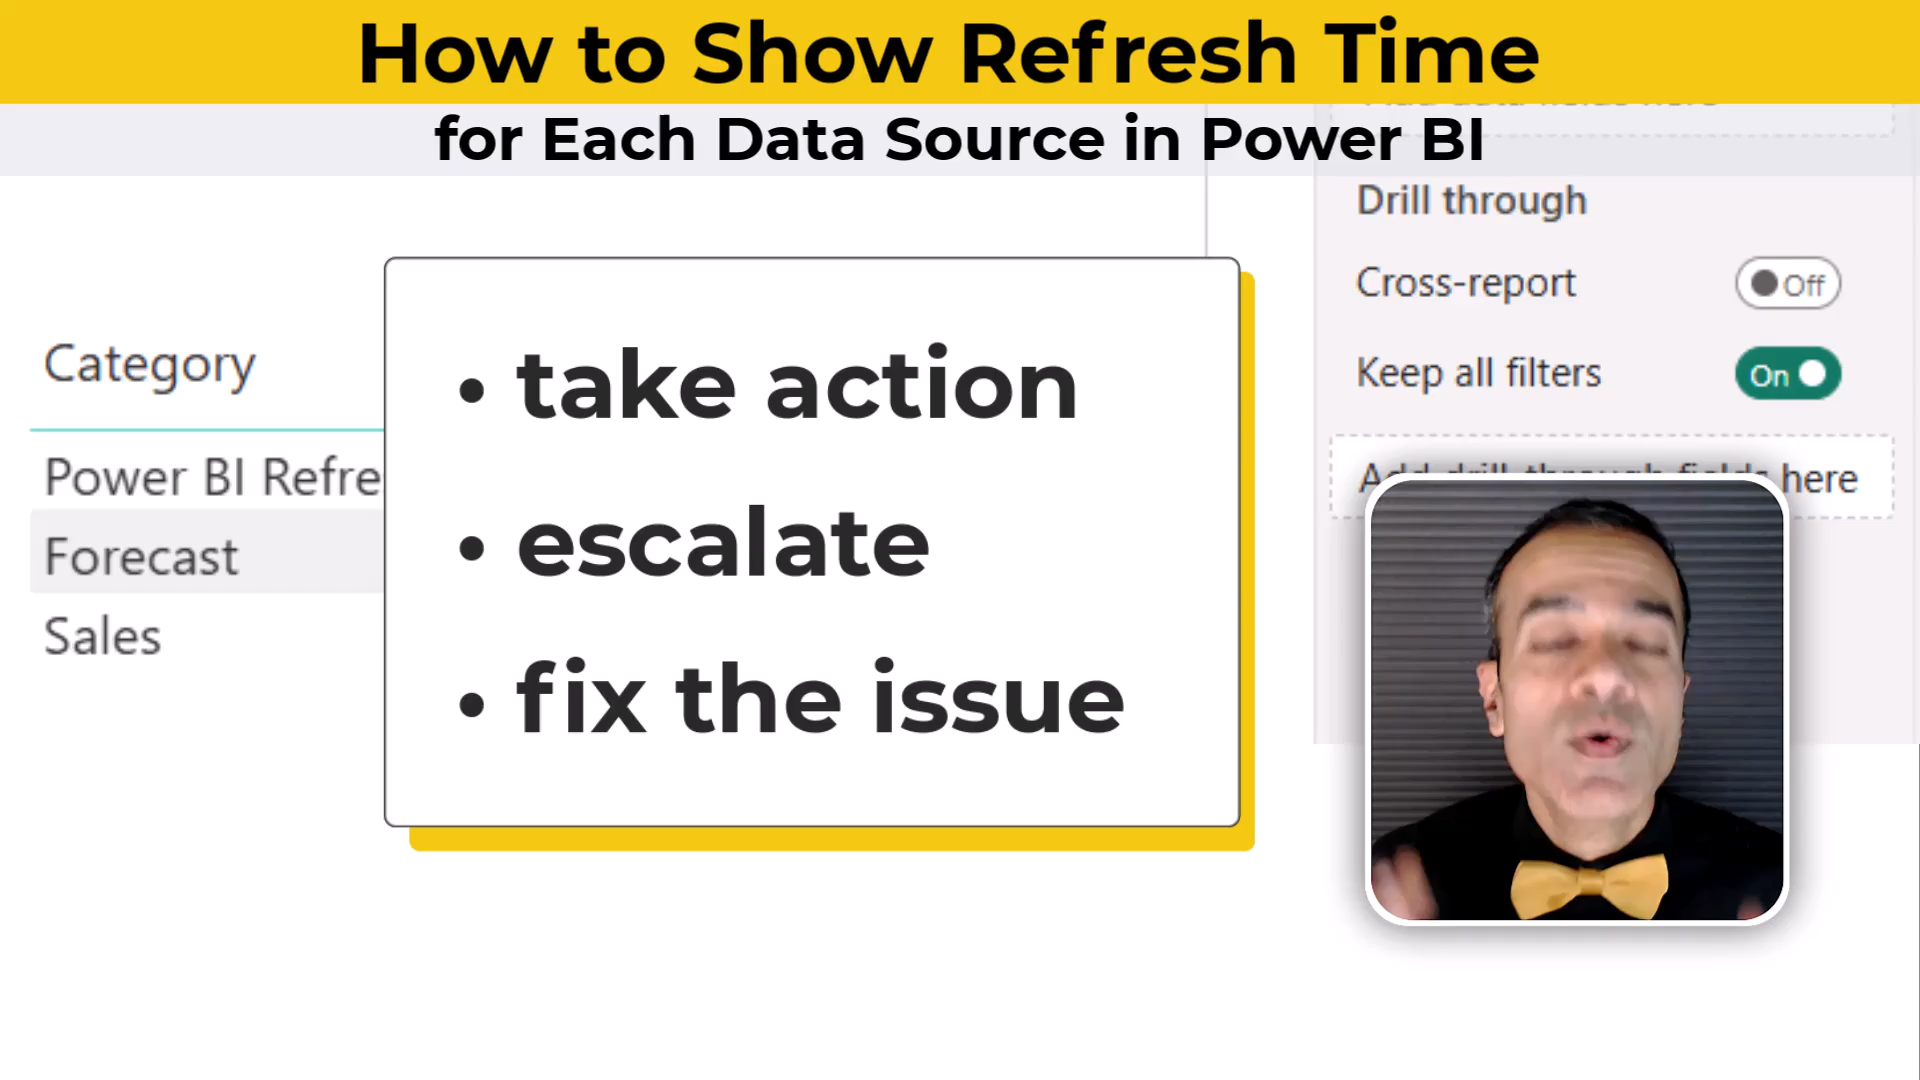 How to Show Refresh Time
for Each Data Source in Power BI
Drill through
Cross-report
Off
Category
• take action
Keep all filters
On
Power BI Refre
here
Forecast
• escalate
Sales
• fix the issue